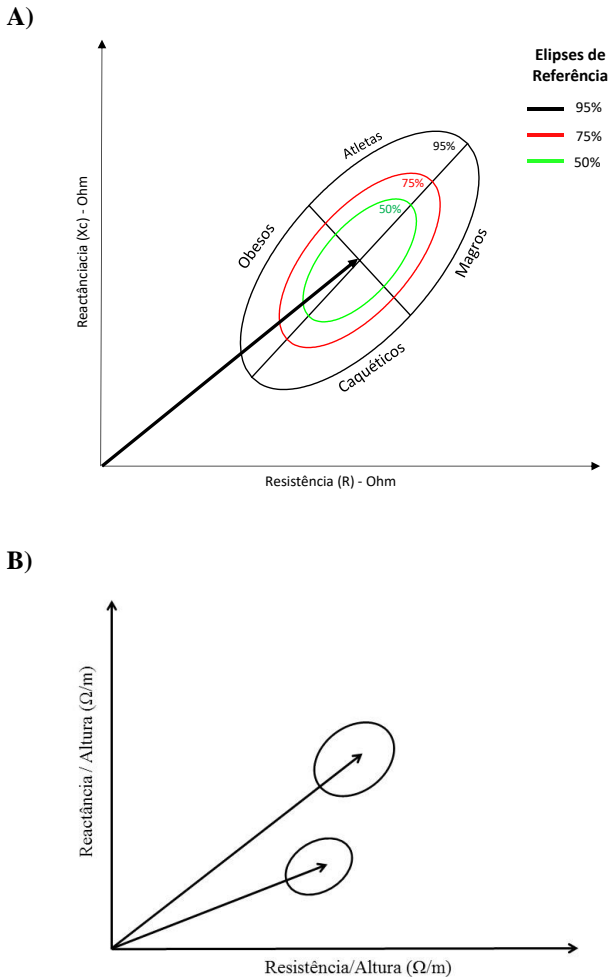 A)
Elipses de
Referência
95%
75%
50%
Reactânciacia (Xc) - Ohm
Atletas
95%
75%
50%
Obesos
Magros
Caquéticos
Resistência (R) - Ohm
B)
Reactância / Altura (Ω/m)
Resistência/Altura (Ω/m)